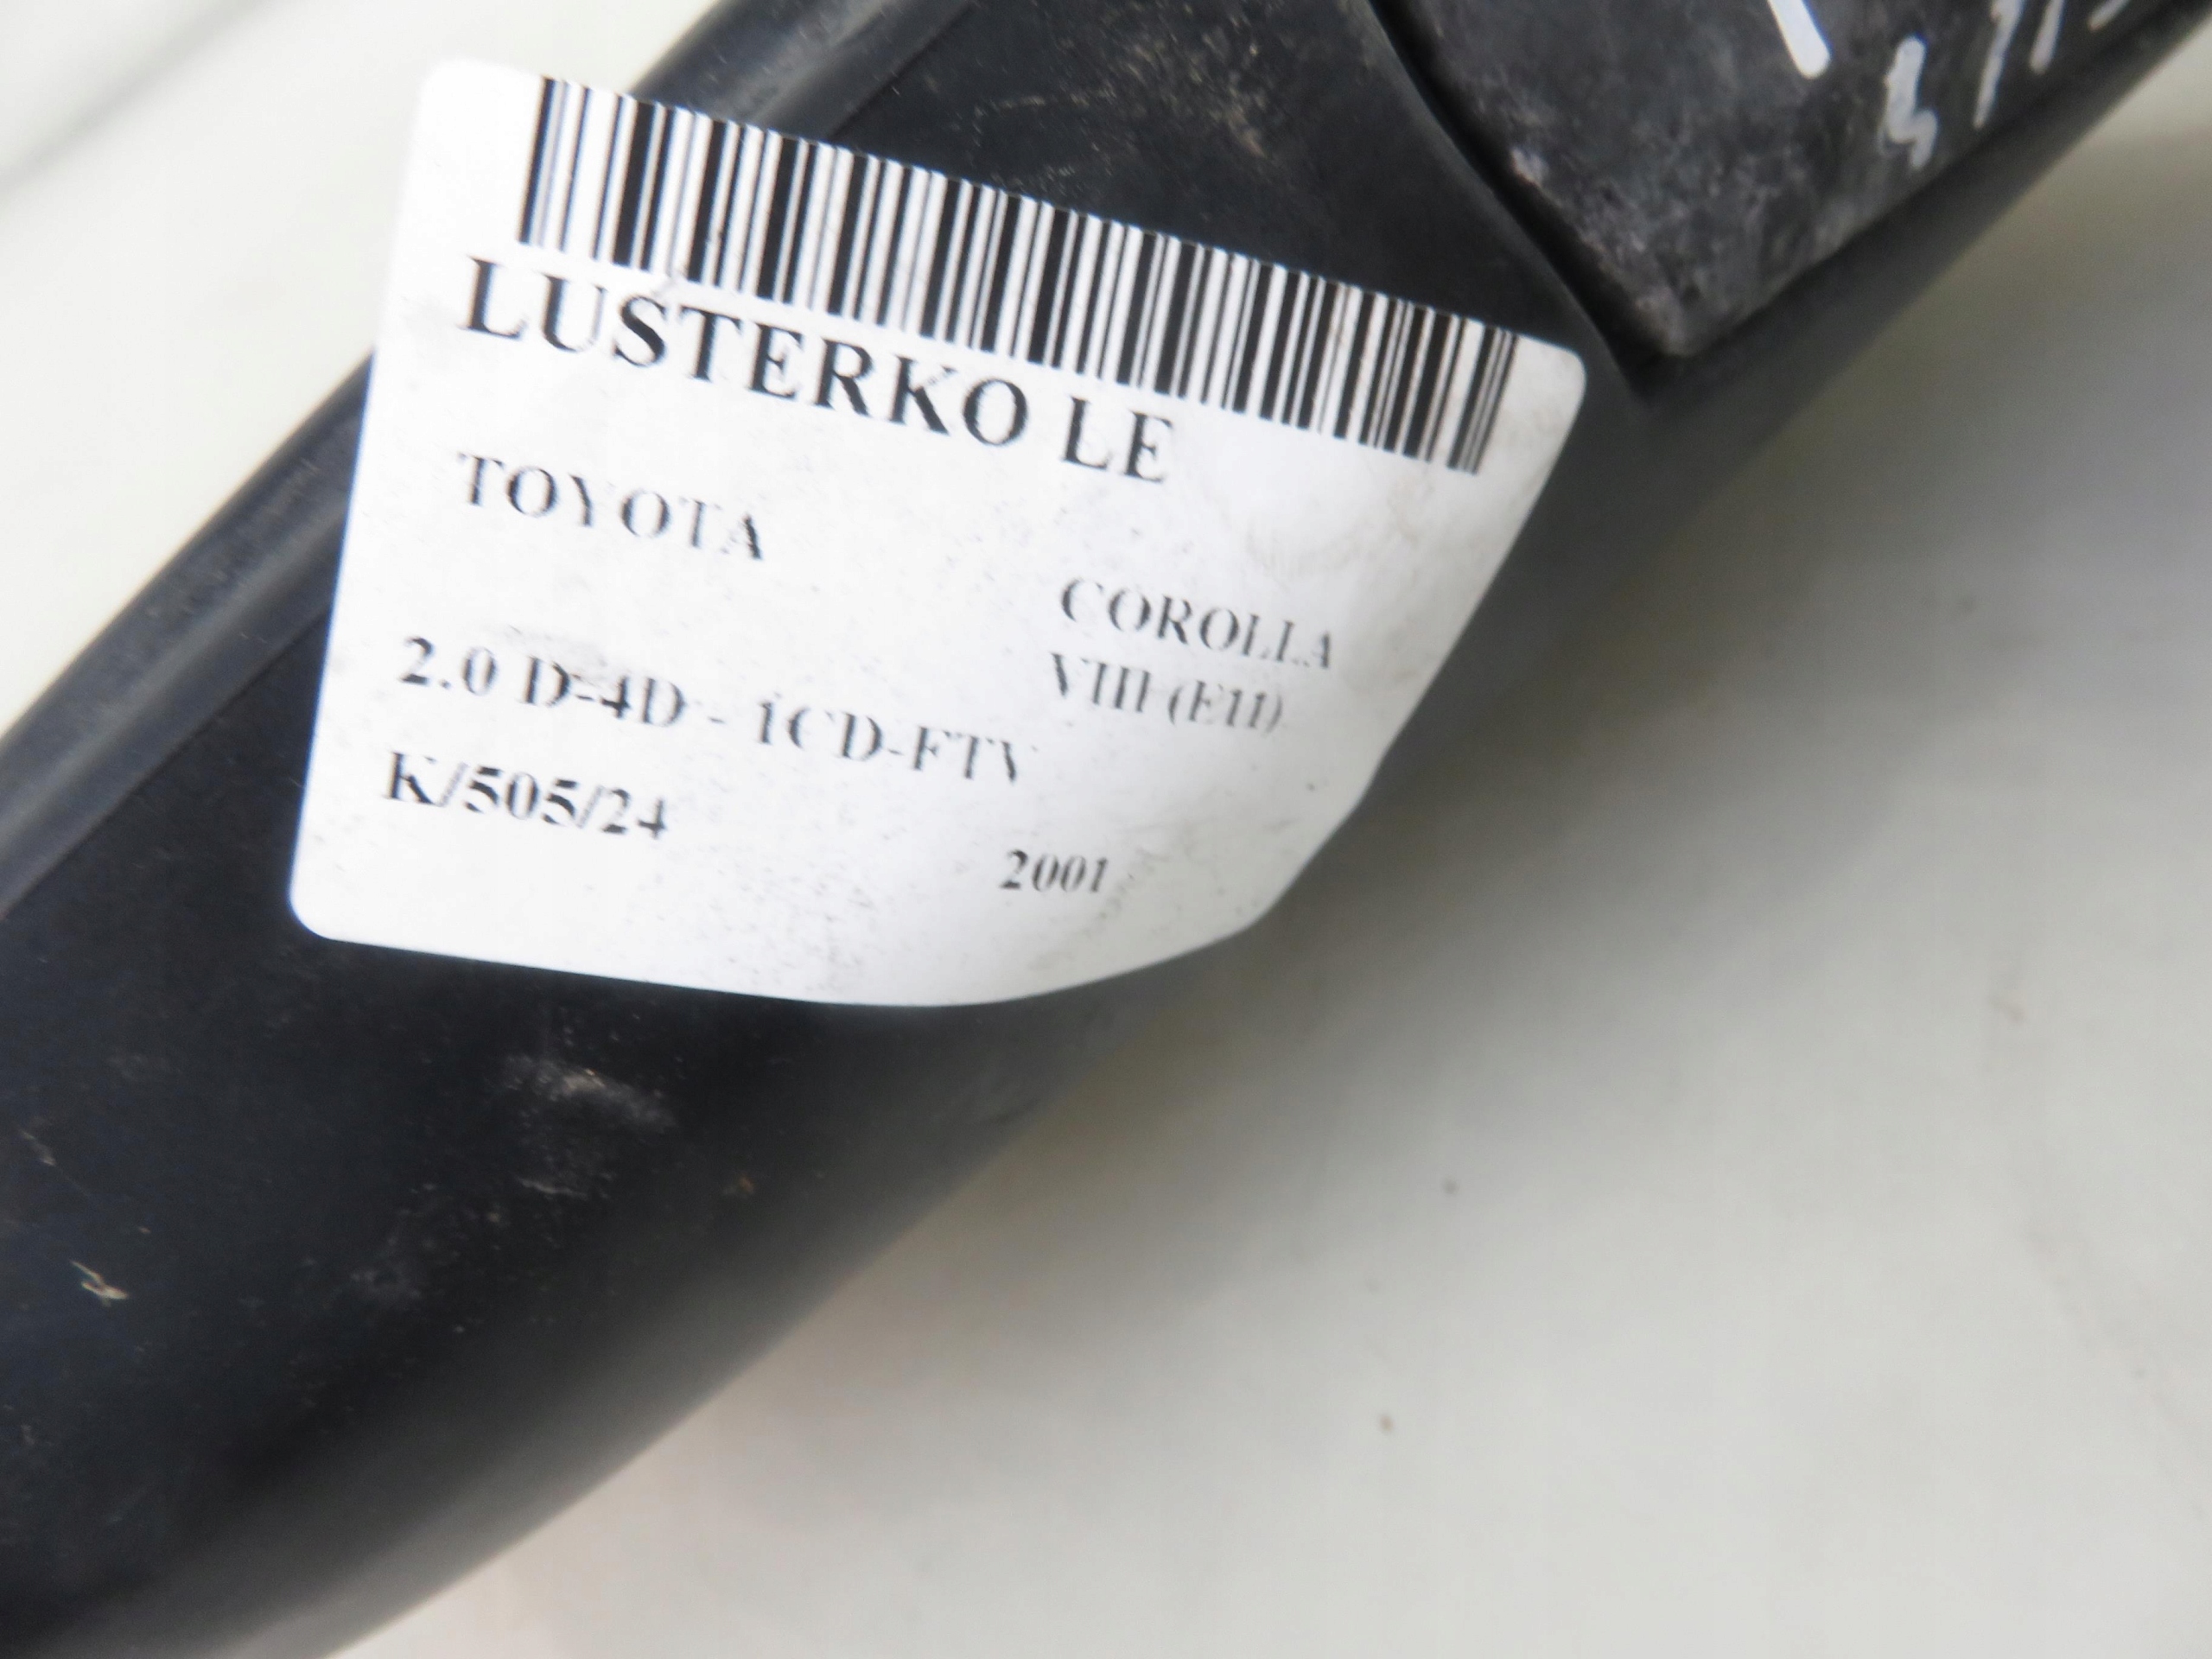 LUSTERKO LE
TOYOTA
COROLLA
VIII (E11)
2.0 D-4D - 1CD-FTV
K/505/24
2001